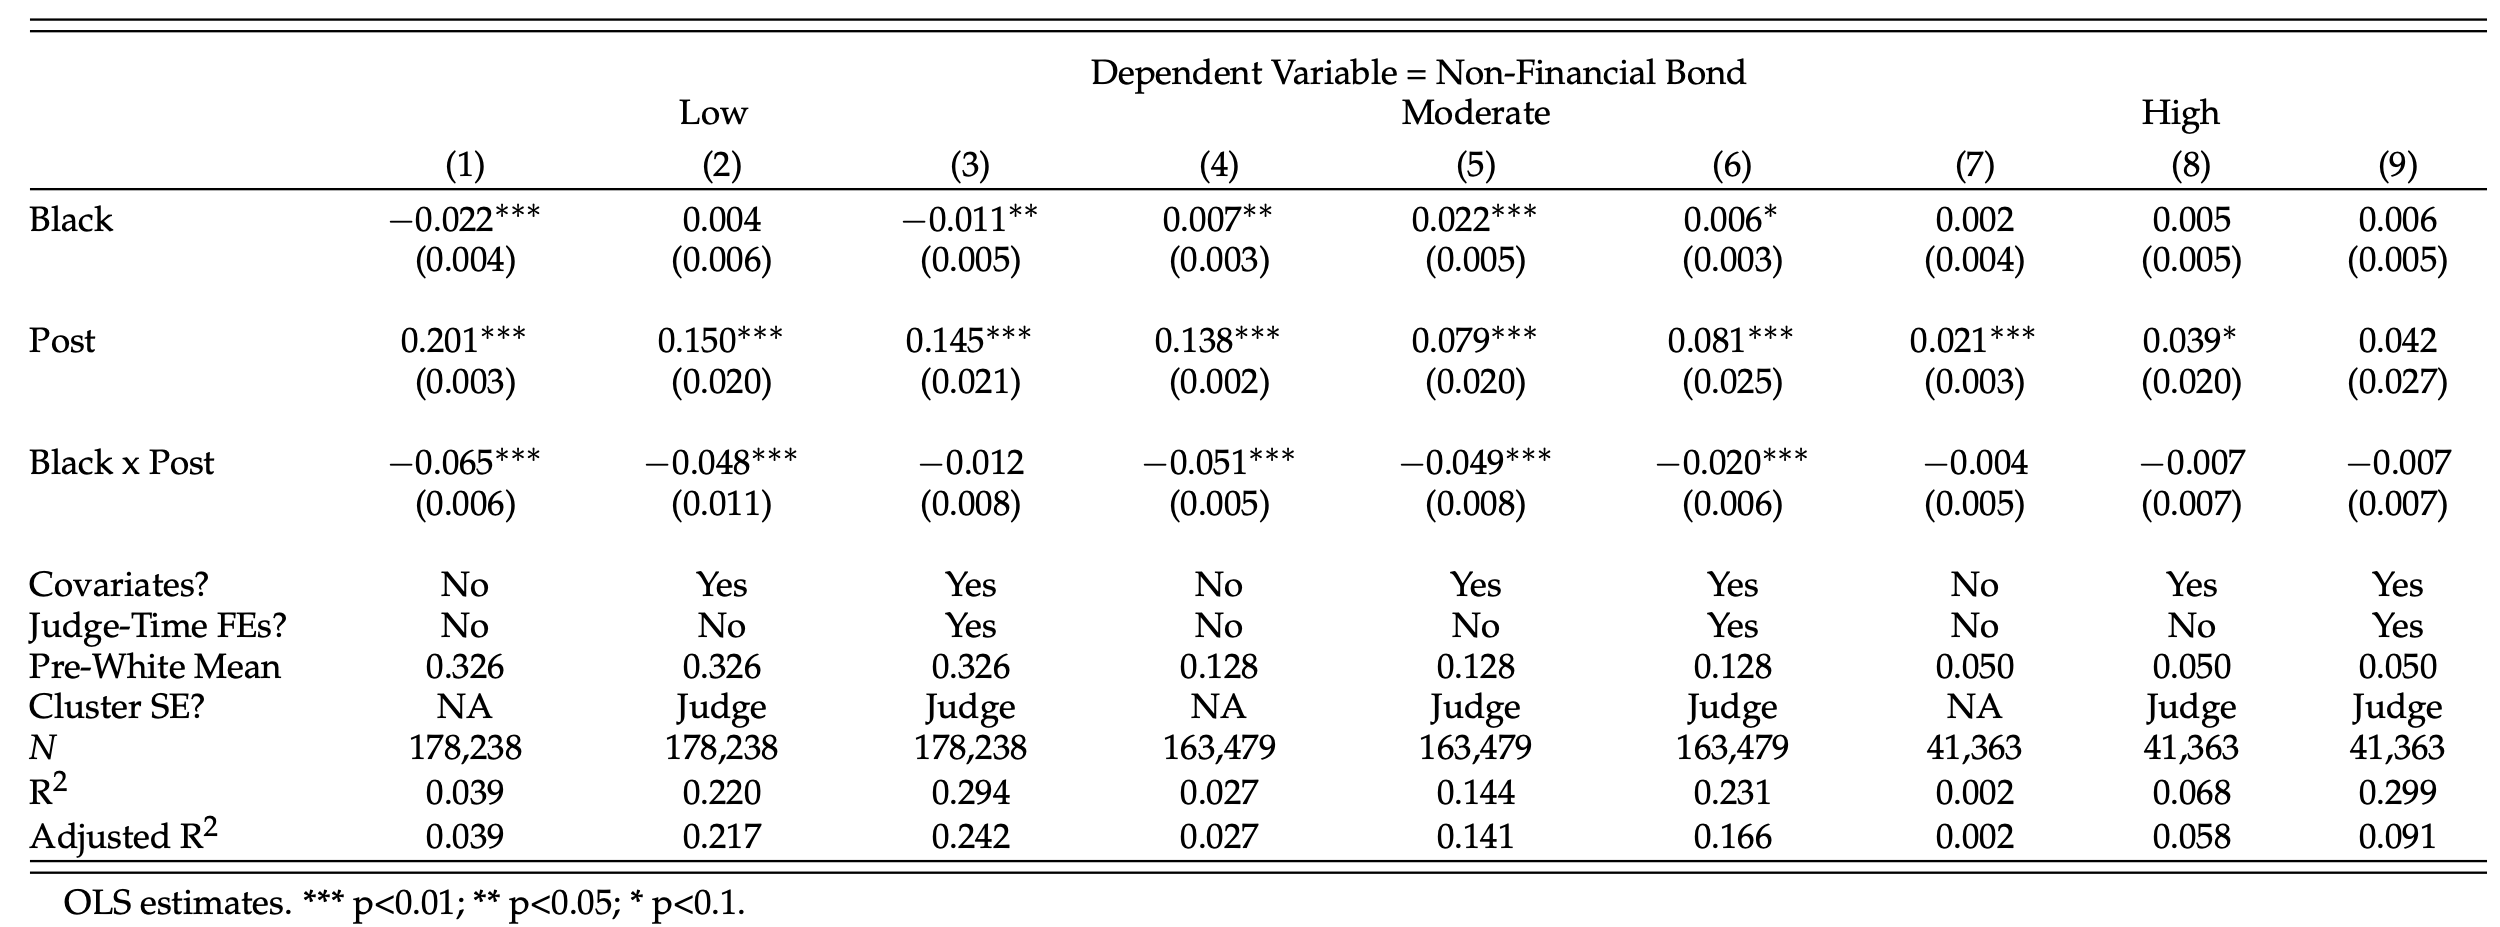 Dependent Variable = Non-Financial Bond
Low Moderate High
(1) (2) (3) (4) (5) (6) (7) (8) (9)
Black −0.022*** 0.004 −0.011** 0.007** 0.022*** 0.006* 0.002 0.005 0.006
(0.004) (0.006) (0.005) (0.003) (0.005) (0.003) (0.004) (0.005) (0.005)
Post 0.201*** 0.150*** 0.145*** 0.138*** 0.079*** 0.081*** 0.021*** 0.039* 0.042
(0.003) (0.020) (0.021) (0.002) (0.020) (0.025) (0.003) (0.020) (0.027)
Black x Post −0.065*** −0.048*** −0.012 −0.051*** −0.049*** −0.020*** −0.004 −0.007 −0.007
(0.006) (0.011) (0.008) (0.005) (0.008) (0.006) (0.005) (0.007) (0.007)
Covariates? No Yes Yes No Yes Yes No Yes Yes
Judge-Time FEs? No No Yes No No Yes No No Yes
Pre-White Mean 0.326 0.326 0.326 0.128 0.128 0.128 0.050 0.050 0.050
Cluster SE? NA Judge Judge NA Judge Judge NA Judge Judge
N 178,238 178,238 178,238 163,479 163,479 163,479 41,363 41,363 41,363
R² 0.039 0.220 0.294 0.027 0.144 0.231 0.002 0.068 0.299
Adjusted R² 0.039 0.217 0.242 0.027 0.141 0.166 0.002 0.058 0.091
OLS estimates. *** p<0.01; ** p<0.05; * p<0.1.